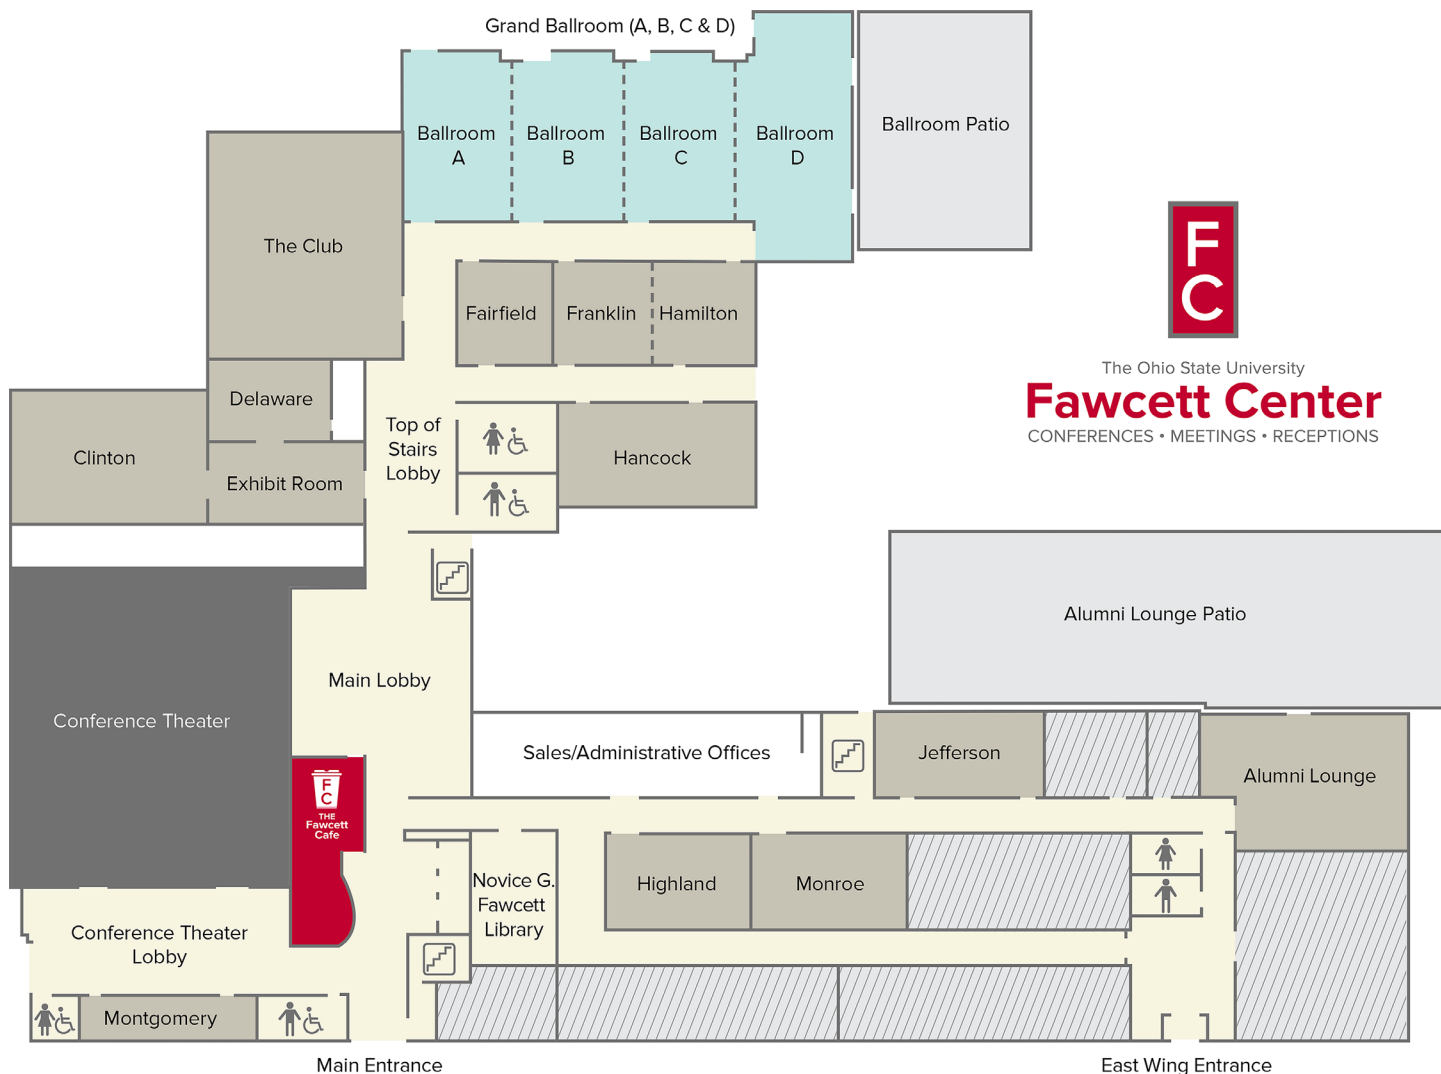 Grand Ballroom (A, B, C & D)
Ballroom
A
Ballroom
B
Ballroom
C
Ballroom
D
Ballroom Patio
The Club
Fairfield
Franklin
Hamilton
F
C
The Ohio State University
Fawcett Center
CONFERENCES • MEETINGS • RECEPTIONS
Delaware
Clinton
Exhibit Room
Top of
Stairs
Lobby
Hancock
Alumni Lounge Patio
Main Lobby
Conference Theater
Sales/Administrative Offices
Jefferson
Alumni Lounge
F
C
THE
Fawcett
Cafe
Novice G.
Fawcett
Library
Highland
Monroe
Conference Theater
Lobby
Montgomery
Main Entrance
East Wing Entrance